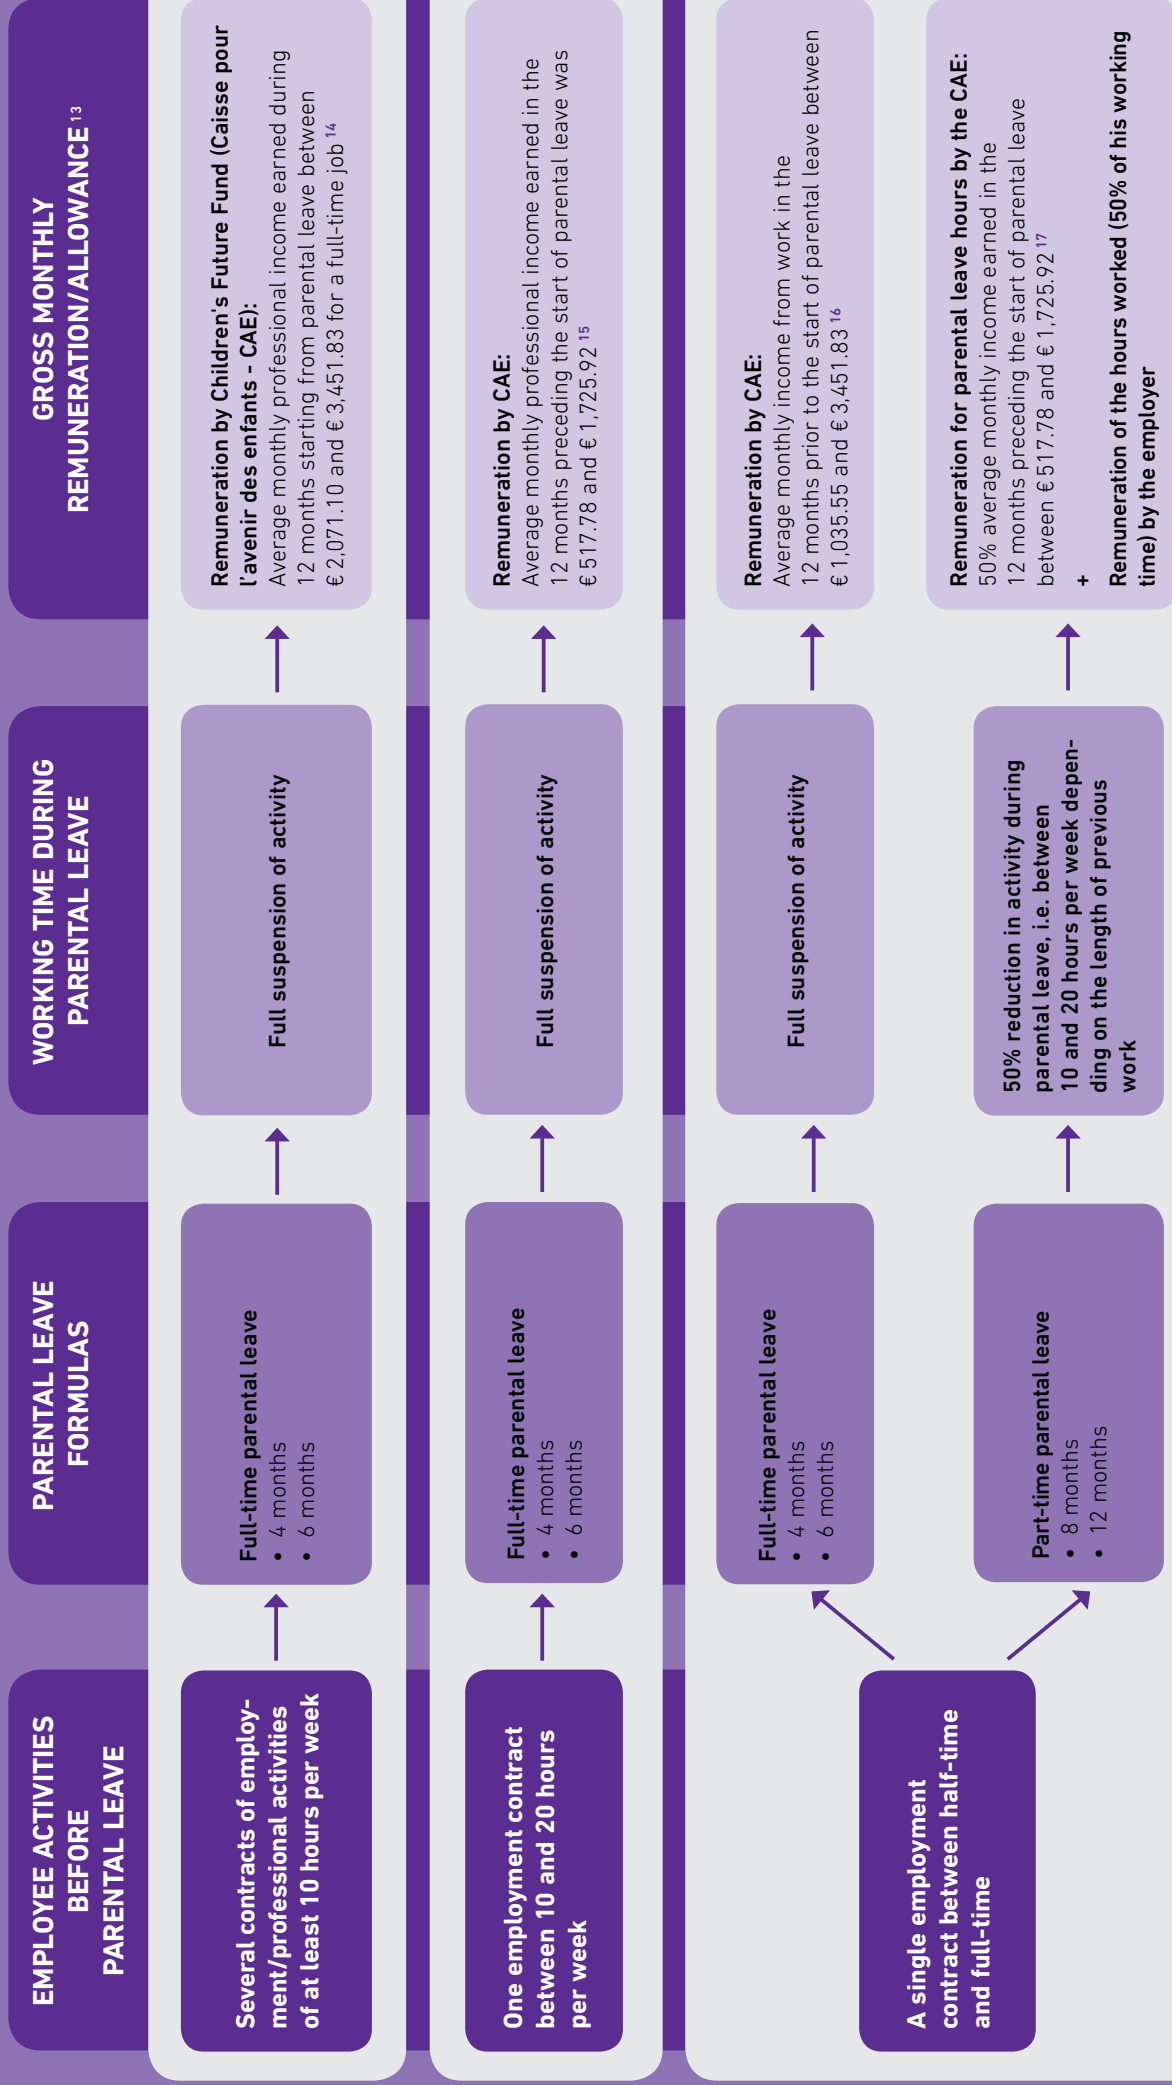 EMPLOYEE ACTIVITIES
BEFORE
PARENTAL LEAVE
PARENTAL LEAVE
FORMULAS
WORKING TIME DURING
PARENTAL LEAVE
GROSS MONTHLY
REMUNERATION/ALLOWANCE 13
Several contracts of employ-
ment/professional activities
of at least 10 hours per week
Full-time parental leave
• 4 months
• 6 months
Full suspension of activity
Remuneration by Children's Future Fund (Caisse pour
l'avenir des enfants - CAE):
Average monthly professional income earned during
12 months starting from parental leave between
€ 2,071.10 and € 3,451.83 for a full-time job 14
One employment contract
between 10 and 20 hours
per week
Full-time parental leave
• 4 months
• 6 months
Full suspension of activity
Remuneration by CAE:
Average monthly professional income earned in the
12 months preceding the start of parental leave was
€ 517.78 and € 1,725.92 15
A single employment
contract between half-time
and full-time
Full-time parental leave
• 4 months
• 6 months
Full suspension of activity
Remuneration by CAE:
Average monthly income from work in the
12 months prior to the start of parental leave between
€ 1,035.55 and € 3,451.83 16
Part-time parental leave
• 8 months
• 12 months
50% reduction in activity during
parental leave, i.e. between
10 and 20 hours per week depen-
ding on the length of previous
work
Remuneration for parental leave hours by the CAE:
50% average monthly income earned in the
12 months preceding the start of parental leave
between € 517.78 and € 1,725.92 17
+
Remuneration of the hours worked (50% of his working
time) by the employer